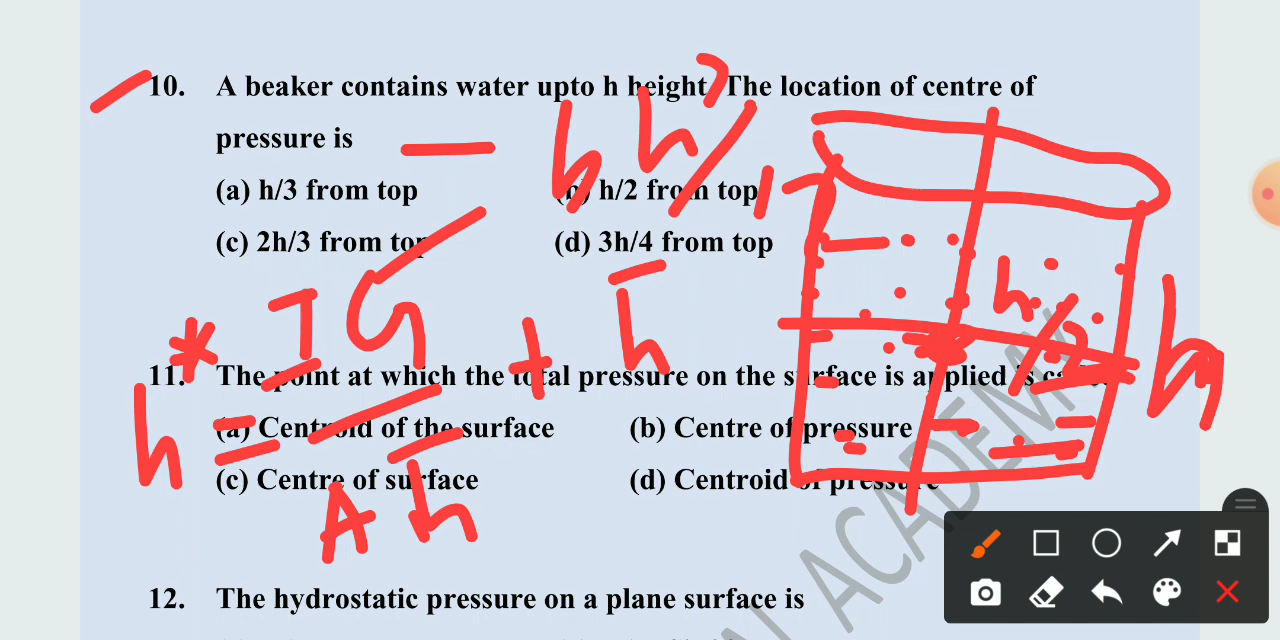 10. A beaker contains water upto h height. The location of centre of
pressure is
(a) h/3 from top
(b) h/2 from top
(c) 2h/3 from top
(d) 3h/4 from top
h
h
h/2
h
h* = IG / Ah̄ + h̄
11. The point at which the total pressure on the surface is applied is
(a) Centroid of the surface
(b) Centre of pressure
(c) Centre of surface
(d) Centroid of pressure
12. The hydrostatic pressure on a plane surface is
ACADEMY